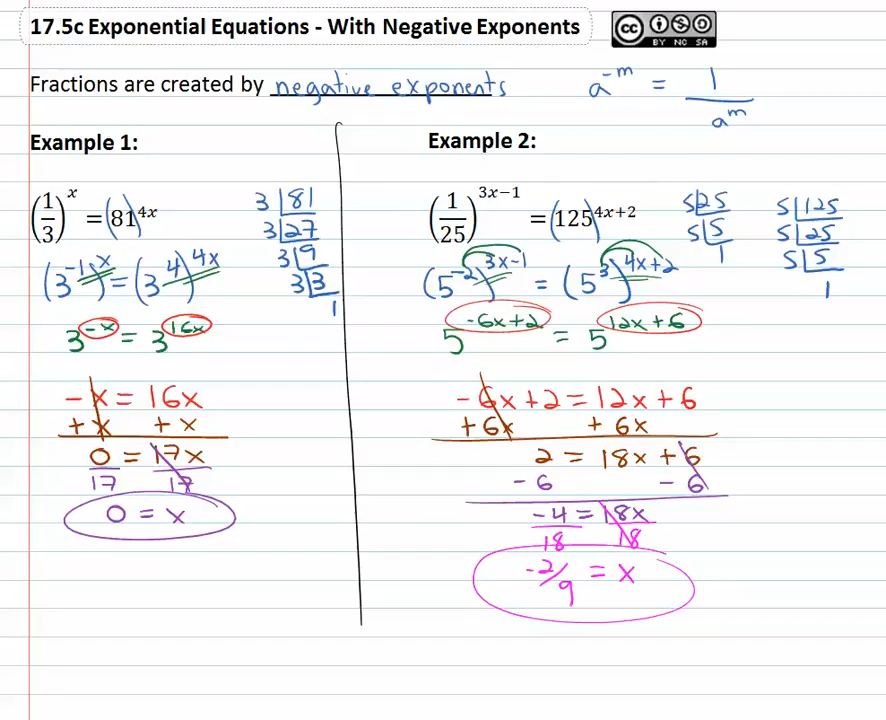 17.5c Exponential Equations - With Negative Exponents
cc BY NC SA
Fractions are created by negative exponents a^-m = 1/a^m
Example 1:
(1/3)^x = (81)^4x
3 | 81
3 | 27
3 | 9
3 | 3
1
(3^-1)^x = (3^4)^4x
3^-x = 3^16x
-x = 16x
+x +x
0 = 17x
17 17
0 = x
Example 2:
(1/25)^3x-1 = (125)^4x+2
5 | 25
5 | 5
1
5 | 125
5 | 25
5 | 5
1
(5^-2)^3x-1 = (5^3)^4x+2
5^-6x+2 = 5^12x+6
-6x+2 = 12x+6
+6x +6x
2 = 18x + 6
-6 -6
-4 = 18x
18 18
-2/9 = x